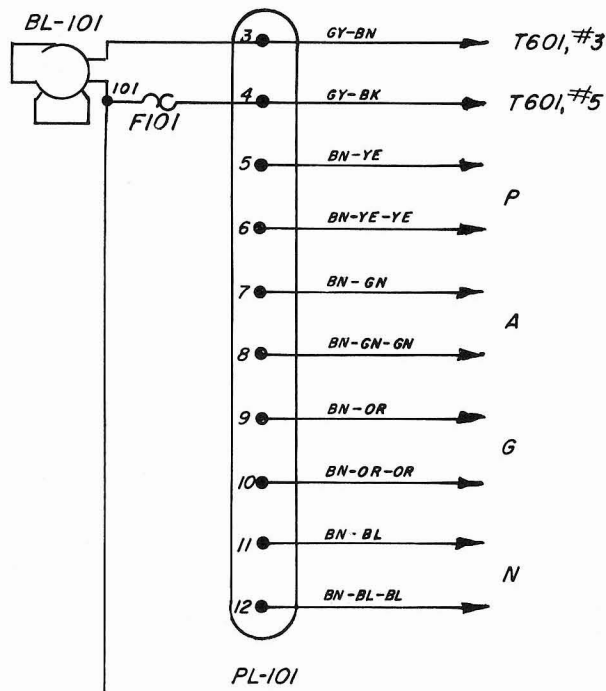 BL-101
3 GY-BN T601, #3
101 4 GY-BK T601, #5
F101
5 BN-YE
P
6 BN-YE-YE
7 BN-GN
A
8 BN-GN-GN
9 BN-OR
G
10 BN-OR-OR
11 BN-BL
N
12 BN-BL-BL
PL-101